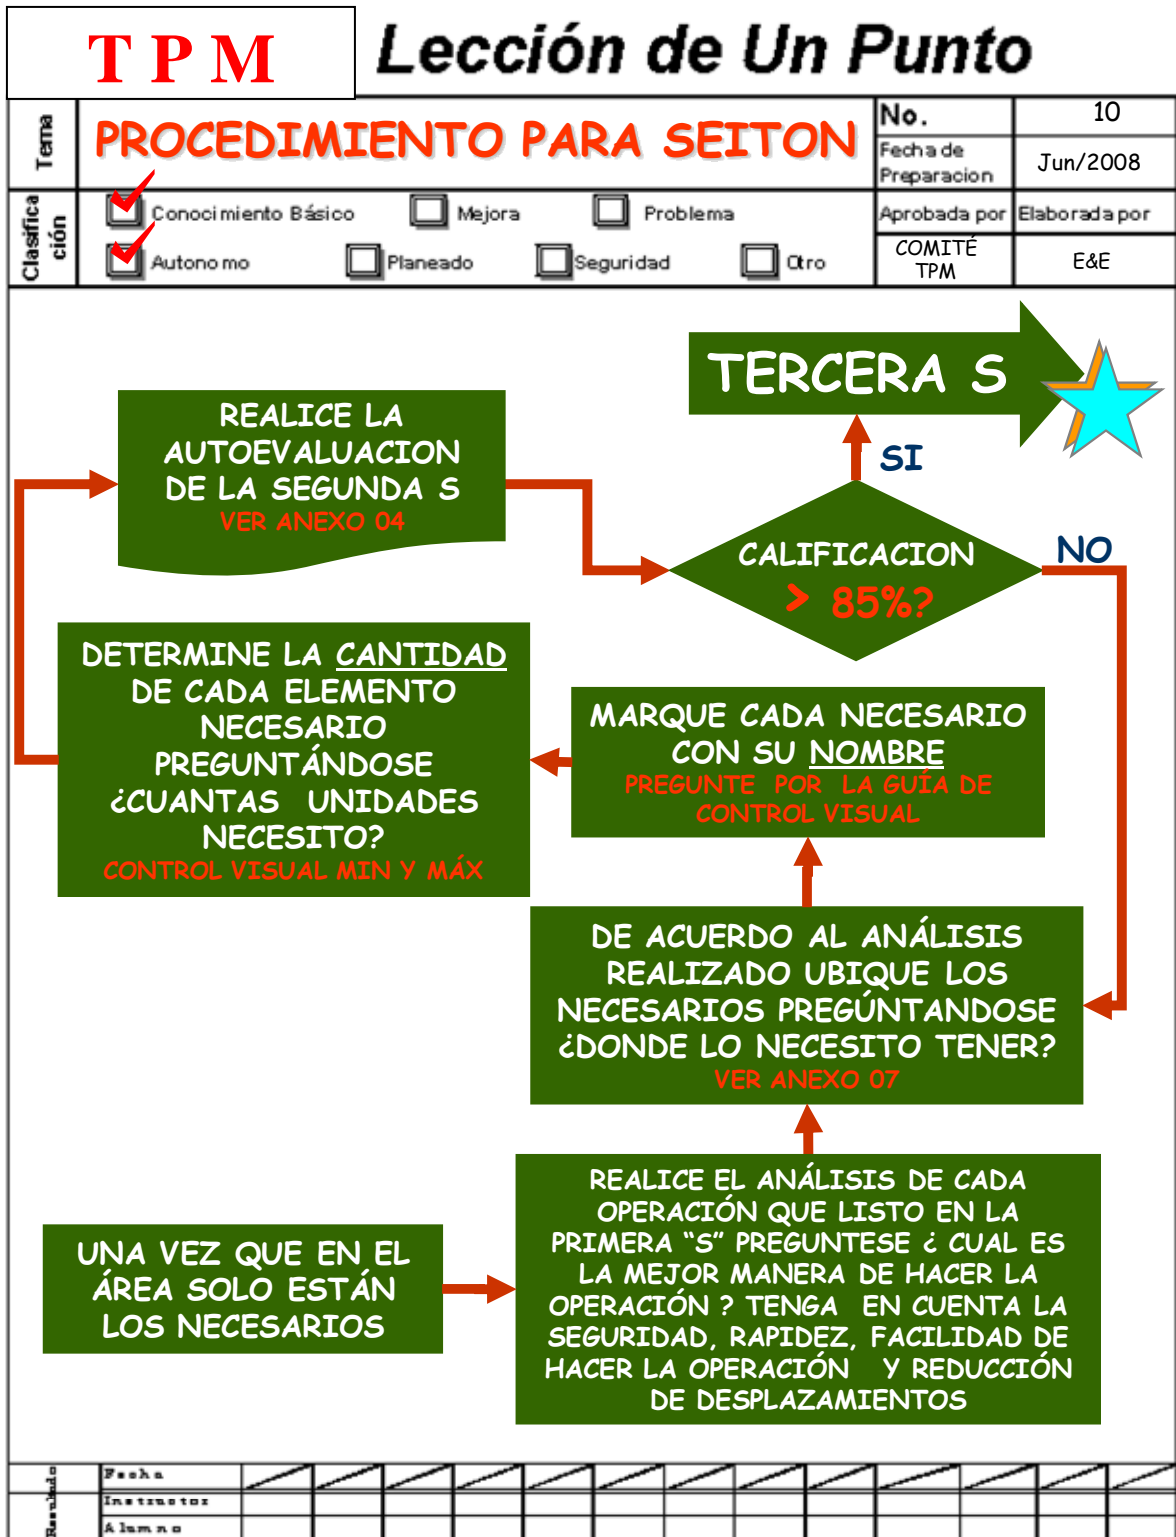 TPM
Lección de Un Punto
Tema
PROCEDIMIENTO PARA SEITON
No.
10
Fecha de
Preparacion
Jun/2008
Clasifica
ción
Conocimiento Básico
Mejora
Problema
Autonomo
Planeado
Seguridad
Otro
Aprobada por
Elaborada por
COMITÉ
TPM
E&E
TERCERA S
REALICE LA
AUTOEVALUACION
DE LA SEGUNDA S
VER ANEXO 04
SI
CALIFICACION
> 85%?
NO
DETERMINE LA CANTIDAD
DE CADA ELEMENTO
NECESARIO
PREGUNTÁNDOSE
¿CUANTAS UNIDADES
NECESITO?
CONTROL VISUAL MIN Y MÁX
MARQUE CADA NECESARIO
CON SU NOMBRE
PREGUNTE POR LA GUÍA DE
CONTROL VISUAL
DE ACUERDO AL ANÁLISIS
REALIZADO UBIQUE LOS
NECESARIOS PREGÚNTANDOSE
¿DONDE LO NECESITO TENER?
VER ANEXO 07
UNA VEZ QUE EN EL
ÁREA SOLO ESTÁN
LOS NECESARIOS
REALICE EL ANÁLISIS DE CADA
OPERACIÓN QUE LISTO EN LA
PRIMERA “S” PREGUNTESE ¿ CUAL ES
LA MEJOR MANERA DE HACER LA
OPERACIÓN ? TENGA EN CUENTA LA
SEGURIDAD, RAPIDEZ, FACILIDAD DE
HACER LA OPERACIÓN Y REDUCCIÓN
DE DESPLAZAMIENTOS
Resultado
Fecha
Instructor
Alumno